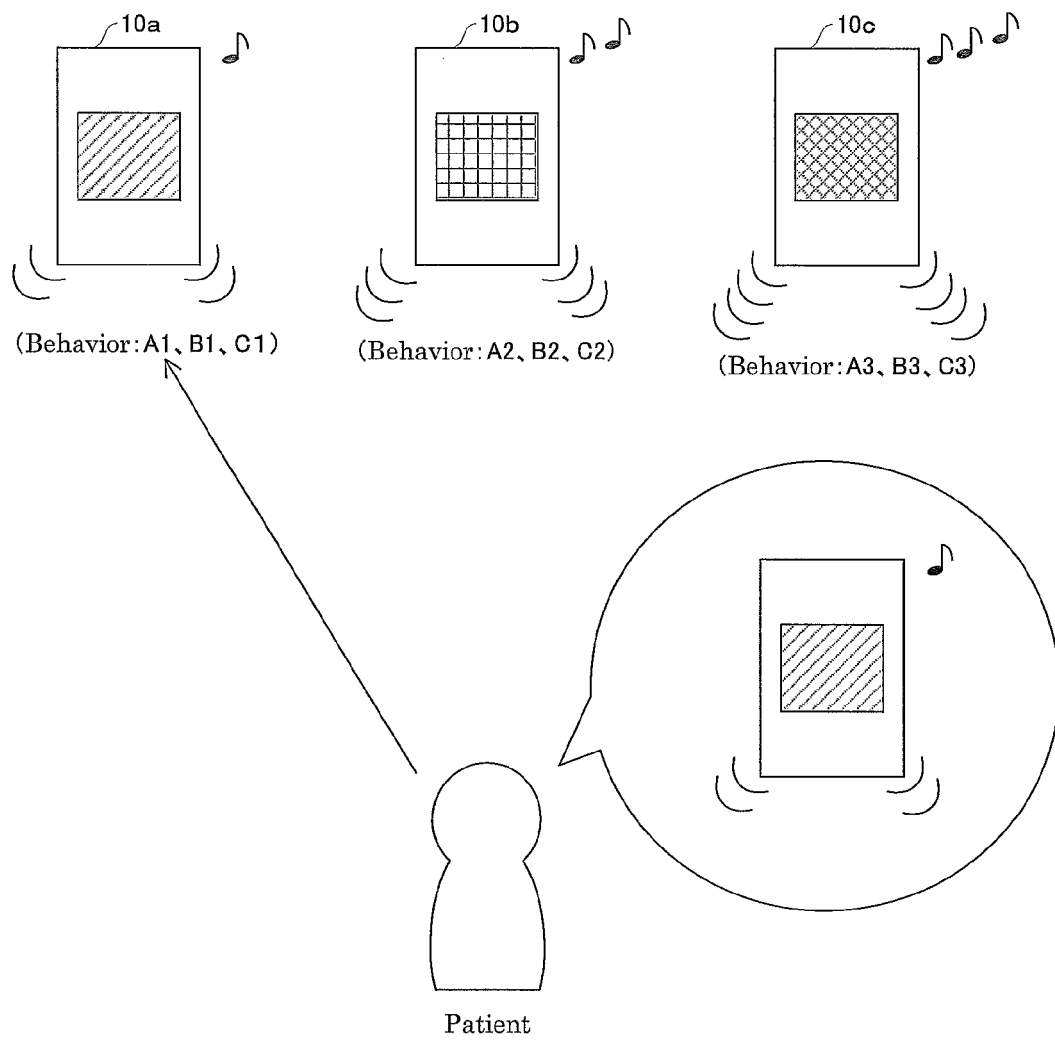 10a
10b
10c
(Behavior:A1、B1、C1)
(Behavior:A2、B2、C2)
(Behavior:A3、B3、C3)
Patient